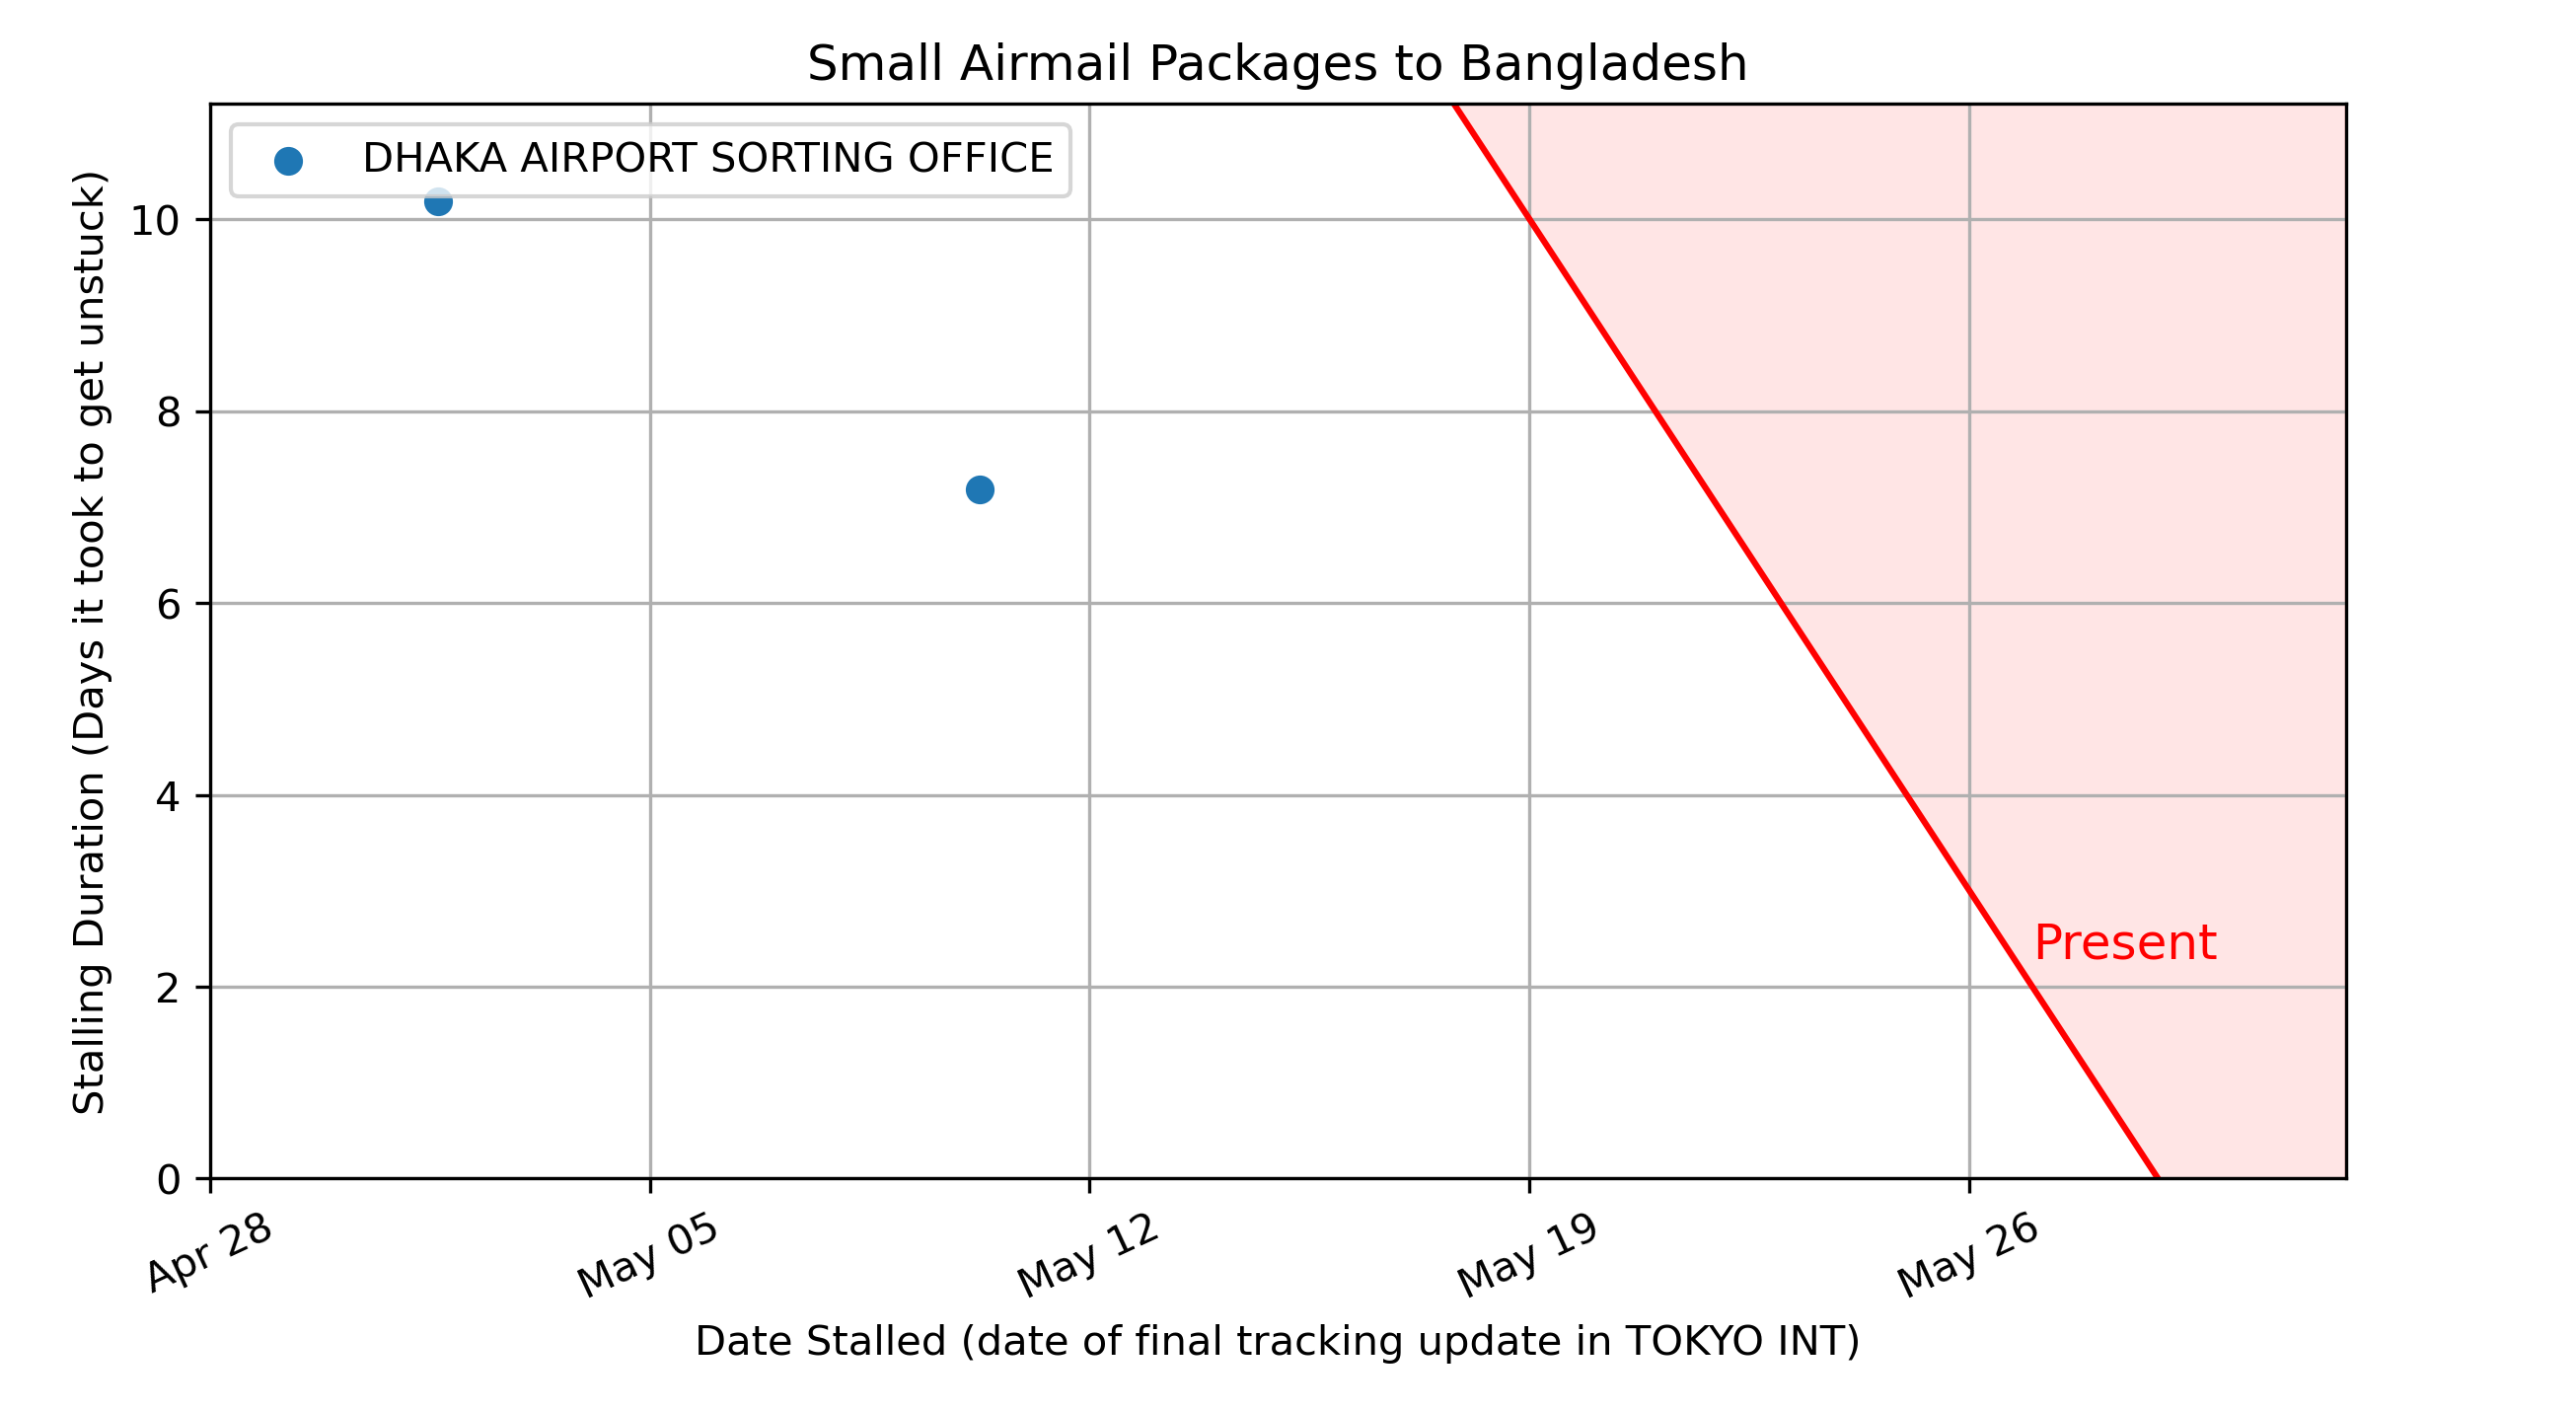 Small Airmail Packages to Bangladesh
DHAKA AIRPORT SORTING OFFICE
Stalling Duration (Days it took to get unstuck)
10
8
6
4
2
0
Present
Apr 28
May 05
May 12
May 19
May 26
Date Stalled (date of final tracking update in TOKYO INT)